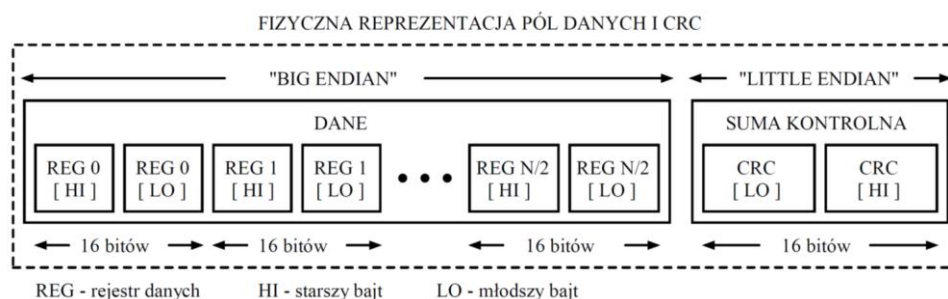 FIZYCZNA REPREZENTACJA PÓL DANYCH I CRC
"BIG ENDIAN" "LITTLE ENDIAN"
DANE SUMA KONTROLNA
REG 0 REG 0 REG 1 REG 1 REG N/2 REG N/2 CRC CRC
[ HI ] [ LO ] [ HI ] [ LO ] [ HI ] [ LO ] [ LO ] [ HI ]
16 bitów 16 bitów 16 bitów 16 bitów
REG - rejestr danych HI - starszy bajt LO - młodszy bajt